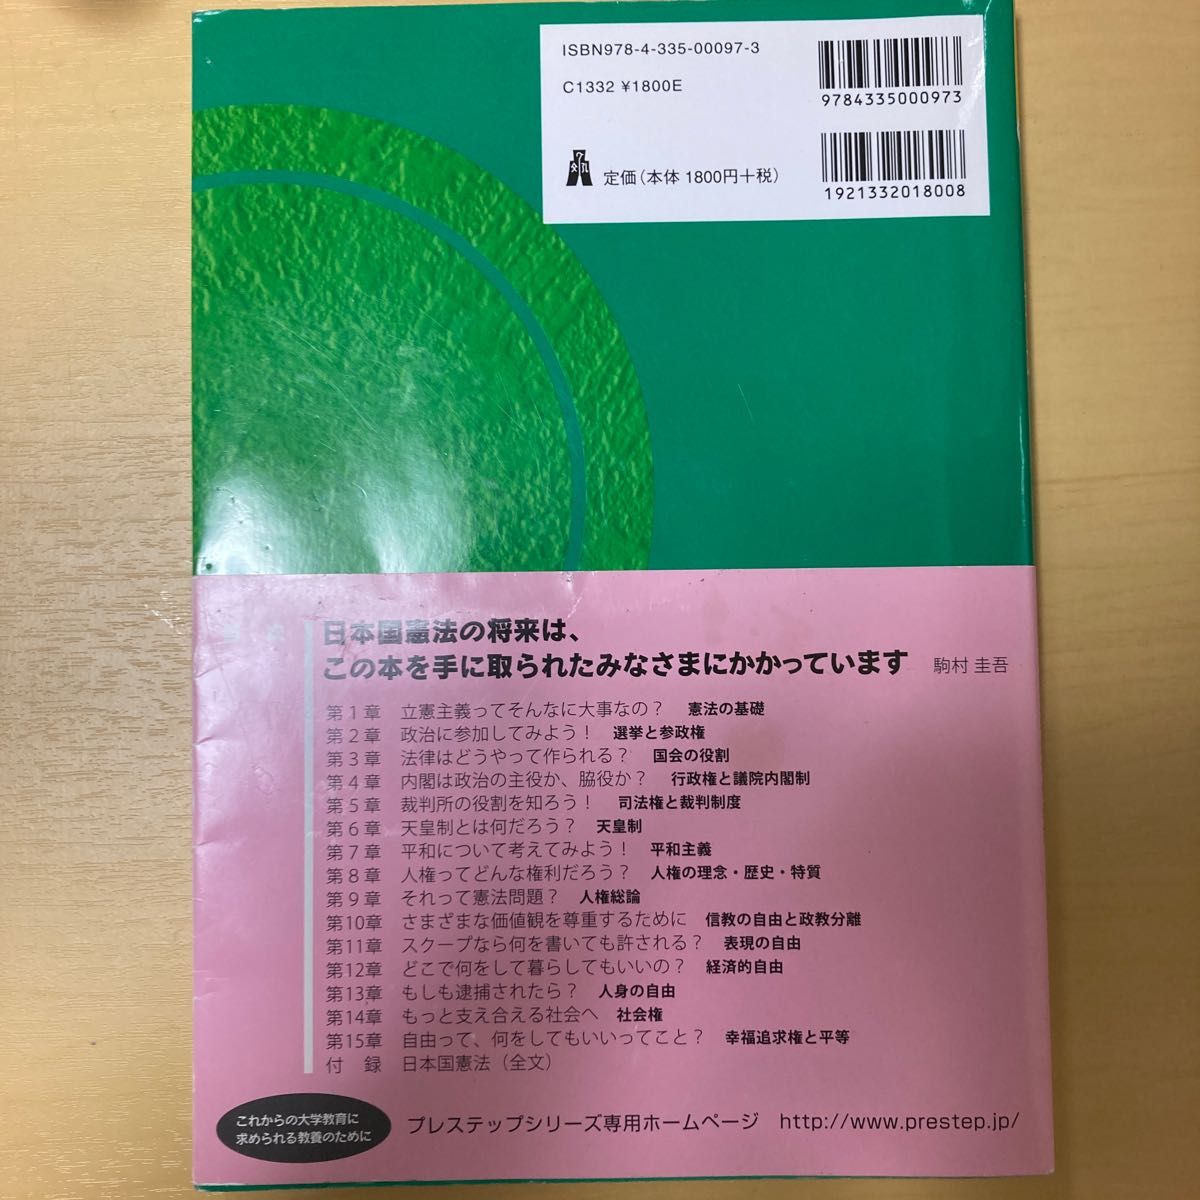 ISBN978-4-335-00097-3
C1332 ¥1800E
9784335000973
定価(本体 1800円+税)
1921332018008
日本国憲法の将来は、
この本を手に取られたみなさまにかかっています 駒村 圭吾
第1章 立憲主義ってそんなに大事なの？ 憲法の基礎
第2章 政治に参加してみよう！ 選挙と参政権
第3章 法律はどうやって作られる？ 国会の役割
第4章 内閣は政治の主役か、脇役か？ 行政権と議院内閣制
第5章 裁判所の役割を知ろう！ 司法権と裁判制度
第6章 天皇制とは何だろう？ 天皇制
第7章 平和について考えてみよう！ 平和主義
第8章 人権ってどんな権利だろう？ 人権の理念・歴史・特質
第9章 それって憲法問題？ 人権総論
第10章 さまざまな価値観を尊重するために 信教の自由と政教分離
第11章 スクープなら何を書いても許される？ 表現の自由
第12章 どこで何をして暮らしてもいいの？ 経済的自由
第13章 もしも逮捕されたら？ 人身の自由
第14章 もっと支え合える社会へ 社会権
第15章 自由って、何をしてもいいってこと？ 幸福追求権と平等
付 録 日本国憲法（全文）
これからの大学教育に
求められる教養のために
プレステップシリーズ専用ホームページ http://www.prestep.jp/